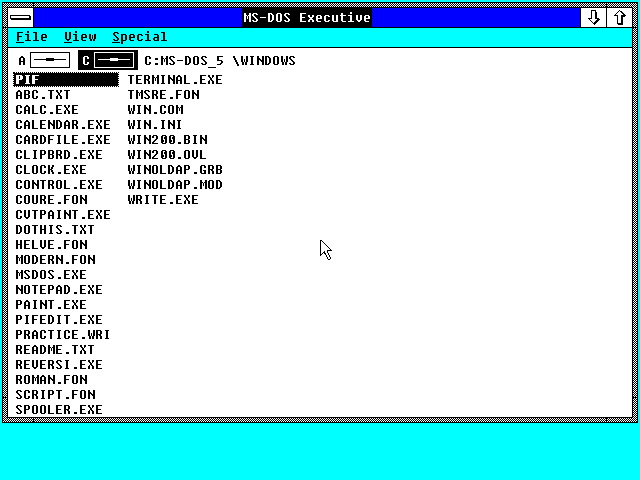 MS-DOS Executive
File View Special
A C C:MS-DOS_5 \WINDOWS
PIF TERMINAL.EXE
ABC.TXT TMSRE.FON
CALC.EXE WIN.COM
CALENDAR.EXE WIN.INI
CARDFILE.EXE WIN200.BIN
CLIPBRD.EXE WIN200.OVL
CLOCK.EXE WINOLDAP.GRB
CONTROL.EXE WINOLDAP.MOD
COURE.FON WRITE.EXE
CVTPAINT.EXE
DOTHIS.TXT
HELVE.FON
MODERN.FON
MSDOS.EXE
NOTEPAD.EXE
PAINT.EXE
PIFEDIT.EXE
PRACTICE.WRI
README.TXT
REVERSI.EXE
ROMAN.FON
SCRIPT.FON
SPOOLER.EXE